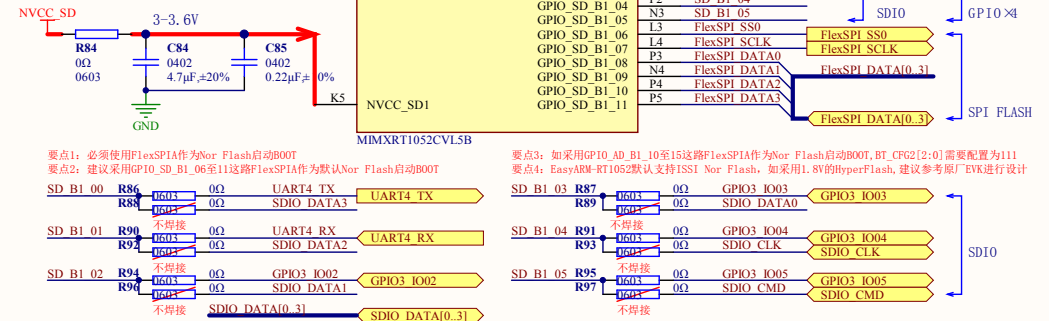 NVCC_SD
3-3.6V
R84
0Ω
0603
C84
0402
4.7μF,±20%
C85
0402
0.22μF,±20%
GND
K5
NVCC_SD1
MIMXRT1052CVL5B
GPIO_SD_B1_04
GPIO_SD_B1_05
GPIO_SD_B1_06
GPIO_SD_B1_07
GPIO_SD_B1_08
GPIO_SD_B1_09
GPIO_SD_B1_10
GPIO_SD_B1_11
P2 SD_B1_04
N3 SD_B1_05
L3 FlexSPI_SS0
L4 FlexSPI_SCLK
P3 FlexSPI_DATA0
N4 FlexSPI_DATA1
P4 FlexSPI_DATA2
P5 FlexSPI_DATA3
FlexSPI_SS0
FlexSPI_SCLK
FlexSPI_DATA[0..3]
FlexSPI_DATA[0..3]
SDIO
GPIO×4
SPI FLASH
要点1: 必须使用FlexSPIA作为Nor Flash启动BOOT
要点2: 建议采用GPIO_SD_B1_06至11这路FlexSPIA作为默认Nor Flash启动BOOT
要点3: 如采用GPIO_AD_B1_10至15这路FlexSPIA作为Nor Flash启动BOOT,BT_CFG2[2:0]需要配置为111
要点4: EasyARM-RT1052默认支持ISSI Nor Flash, 如采用1.8V的HyperFlash,建议参考原厂EVK进行设计
SD_B1_00 R86 0603 0Ω UART4_TX UART4_TX
R88 0603 0Ω SDIO_DATA3
不焊接
SD_B1_01 R90 0603 0Ω UART4_RX UART4_RX
R92 0603 0Ω SDIO_DATA2
不焊接
SD_B1_02 R94 0603 0Ω GPIO3_IO02 GPIO3_IO02
R96 0603 0Ω SDIO_DATA1
不焊接
SDIO_DATA[0..3] SDIO_DATA[0..3]
SD_B1_03 R87 0603 0Ω GPIO3_IO03 GPIO3_IO03
R89 0603 0Ω SDIO_DATA0
不焊接
SD_B1_04 R91 0603 0Ω GPIO3_IO04 GPIO3_IO04
R93 0603 0Ω SDIO_CLK SDIO_CLK
不焊接
SD_B1_05 R95 0603 0Ω GPIO3_IO05 GPIO3_IO05
R97 0603 0Ω SDIO_CMD SDIO_CMD
不焊接
SDIO